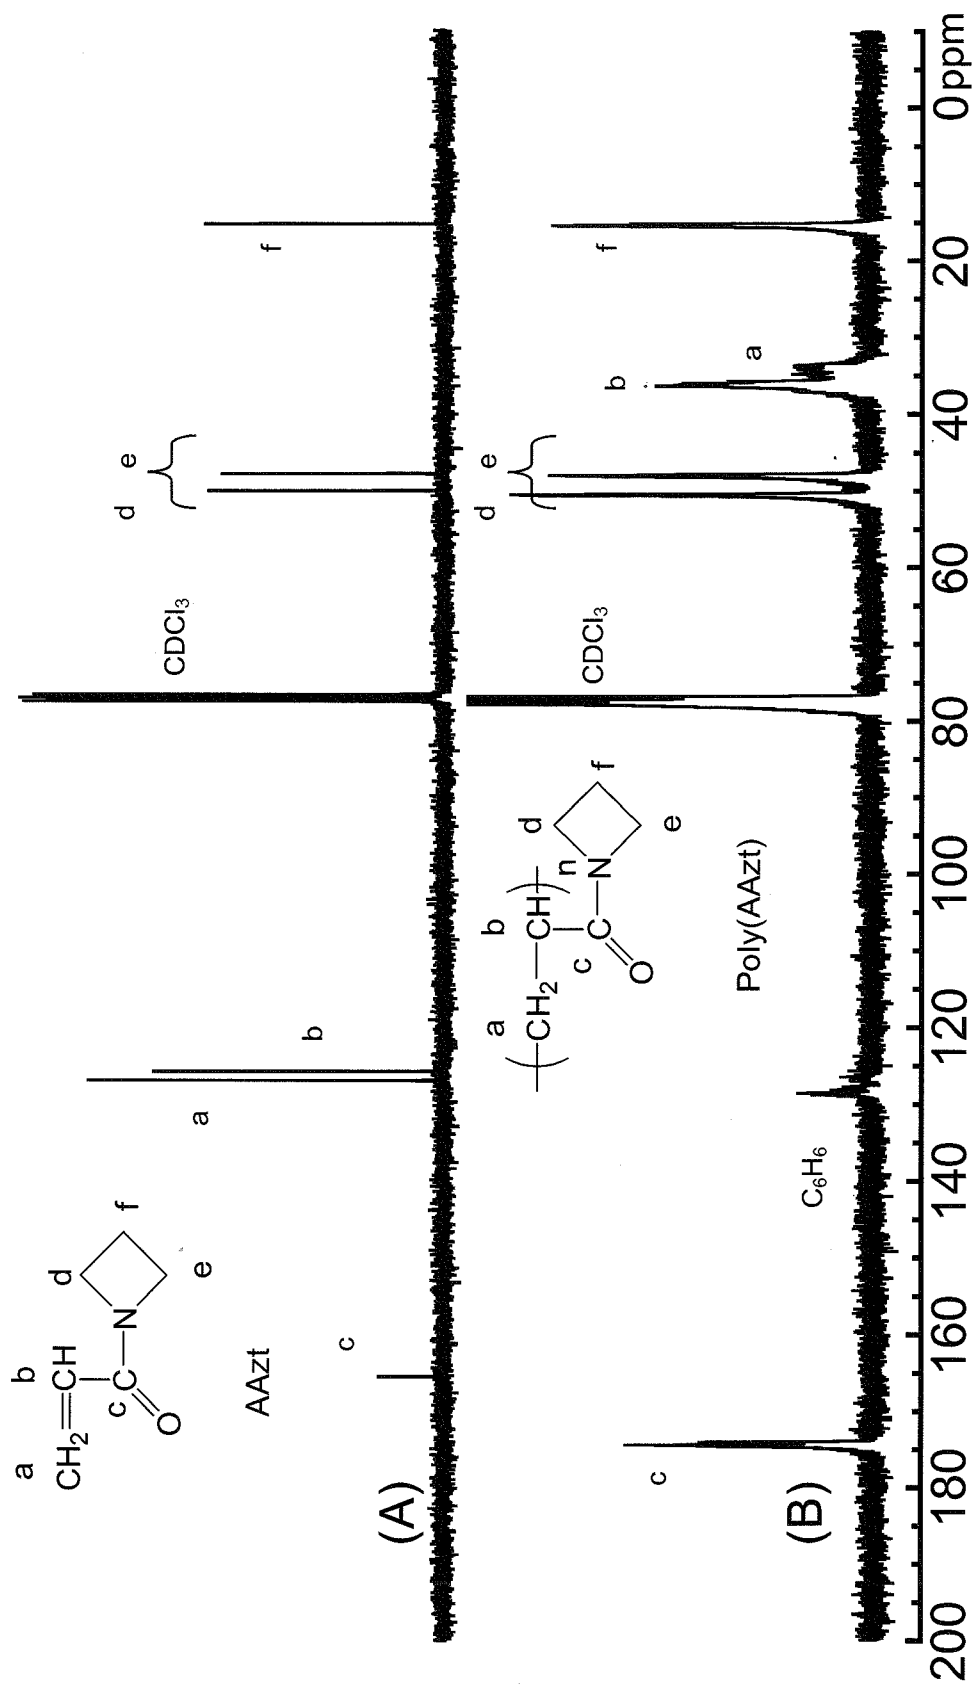 a b
CH2=CH d
c C—N f
O e
AAzt
(A)
c
a
b
CDCl3
d e
f
a b
( CH2—CH ) n
c C—N d
O e f
Poly(AAzt)
(B)
c
C6H6
CDCl3
d e
b
a
f
200 180 160 140 120 100 80 60 40 20 0ppm